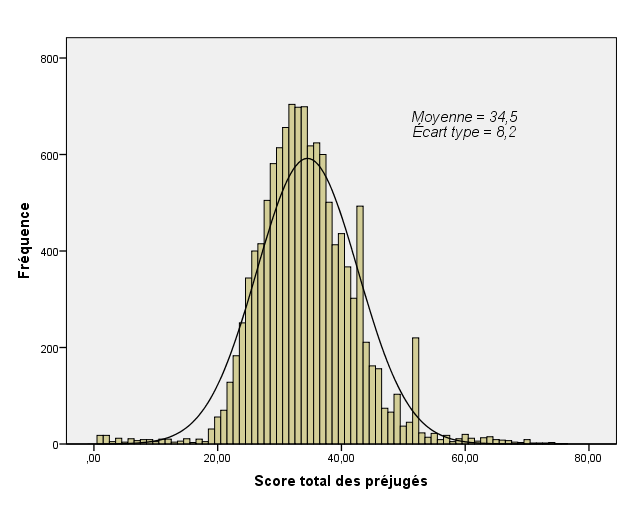 800
600
400
200
0
Fréquence
Moyenne = 34,5
Écart type = 8,2
,00
20,00
40,00
60,00
80,00
Score total des préjugés